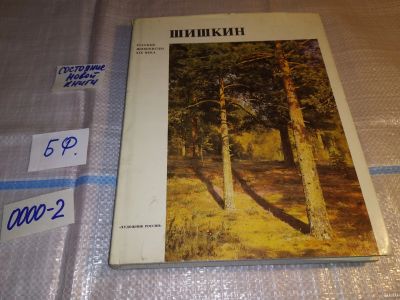 ШИШКИН
РУССКИЕ
ЖИВОПИСЦЫ
XIX ВЕКА
СОСТОЯНИЕ
НОВОЙ
КНИГИ
БФ.
0000-2
«ХУДОЖНИК РОССИИ»